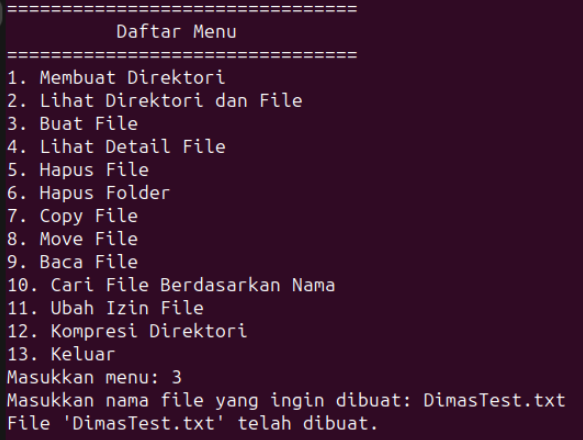 ================================
Daftar Menu
================================
1. Membuat Direktori
2. Lihat Direktori dan File
3. Buat File
4. Lihat Detail File
5. Hapus File
6. Hapus Folder
7. Copy File
8. Move File
9. Baca File
10. Cari File Berdasarkan Nama
11. Ubah Izin File
12. Kompresi Direktori
13. Keluar
Masukkan menu: 3
Masukkan nama file yang ingin dibuat: DimasTest.txt
File 'DimasTest.txt' telah dibuat.